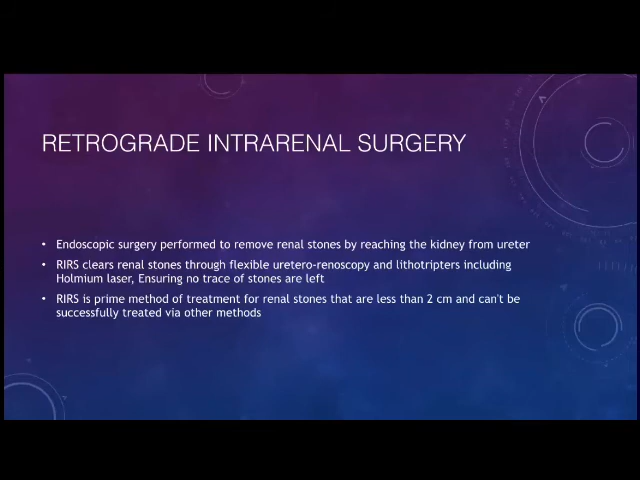 RETROGRADE INTRARENAL SURGERY
• Endoscopic surgery performed to remove renal stones by reaching the kidney from ureter
• RIRS clears renal stones through flexible uretero-renoscopy and lithotripters including
Holmium laser, Ensuring no trace of stones are left
• RIRS is prime method of treatment for renal stones that are less than 2 cm and can't be
successfully treated via other methods